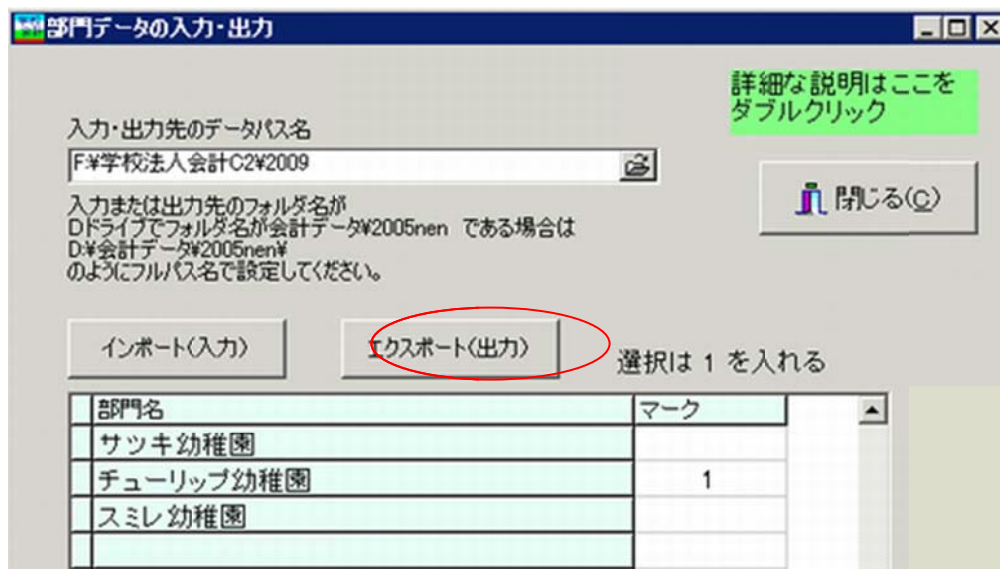 部門データの入力・出力
詳細な説明はここを
ダブルクリック
入力・出力先のデータパス名
F:¥学校法人会計C2¥2009
閉じる(C)
入力または出力先のフォルダ名が
Dドライブでフォルダ名が会計データ¥2005nen である場合は
D:¥会計データ¥2005nen¥
のようにフルパス名で設定してください。
インポート(入力)
エクスポート(出力)
選択は 1 を入れる
部門名 マーク
サツキ幼稚園
チューリップ幼稚園 1
スミレ幼稚園